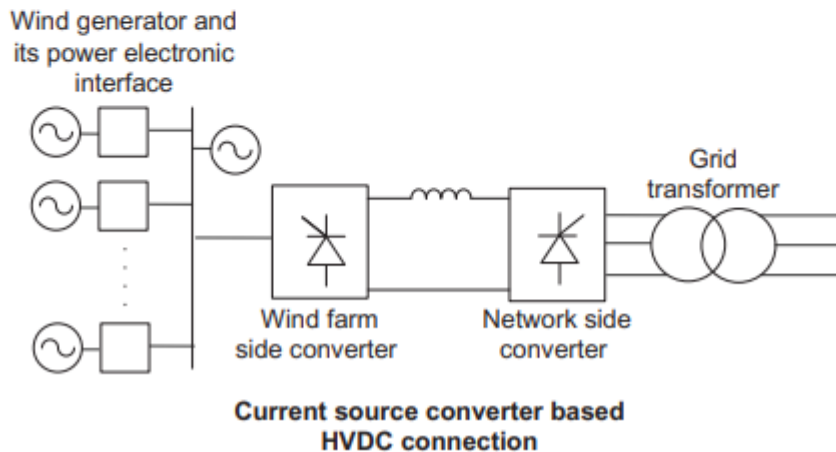 Wind generator and
its power electronic
interface
Grid
transformer
Wind farm
side converter
Network side
converter
Current source converter based
HVDC connection